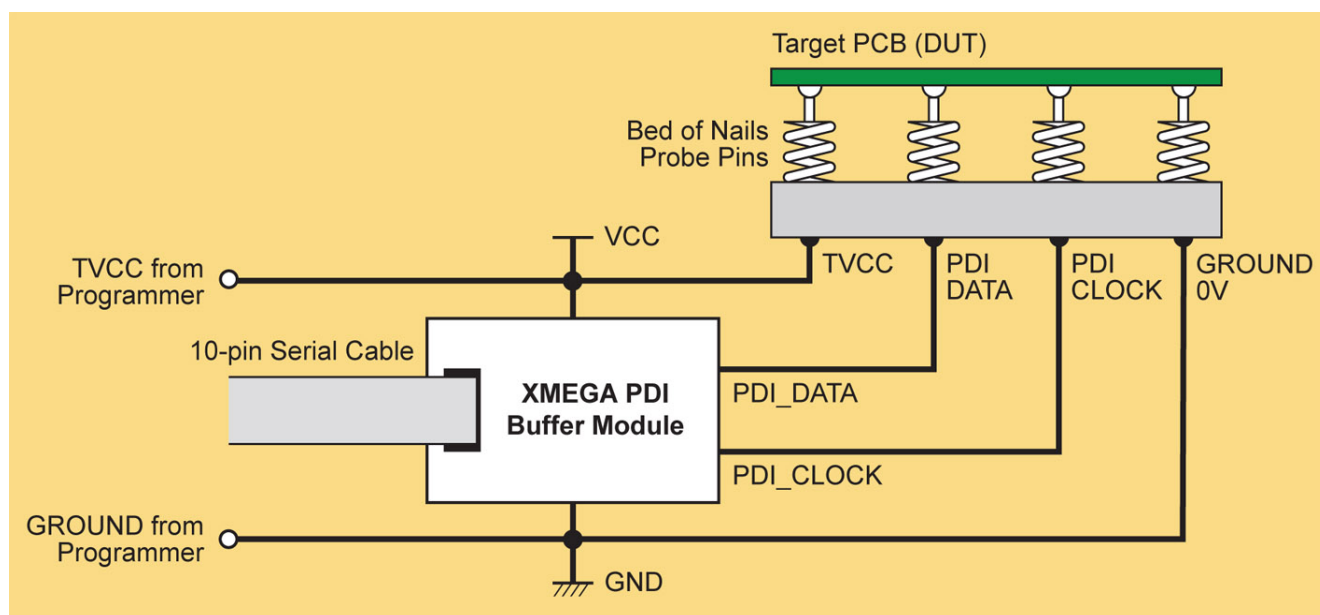 Target PCB (DUT)
Bed of Nails
Probe Pins
VCC
TVCC from
Programmer
TVCC
PDI
DATA
PDI
CLOCK
GROUND
0V
10-pin Serial Cable
XMEGA PDI
Buffer Module
PDI_DATA
PDI_CLOCK
GROUND from
Programmer
GND